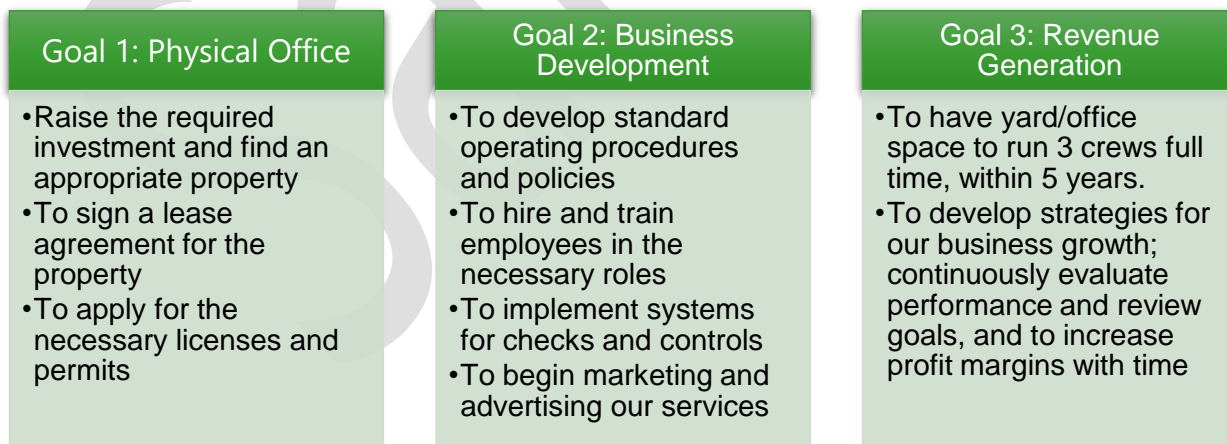 Goal 1: Physical Office
•Raise the required
investment and find an
appropriate property
•To sign a lease
agreement for the
property
•To apply for the
necessary licenses and
permits
Goal 2: Business
Development
•To develop standard
operating procedures
and policies
•To hire and train
employees in the
necessary roles
•To implement systems
for checks and controls
•To begin marketing and
advertising our services
Goal 3: Revenue
Generation
•To have yard/office
space to run 3 crews full
time, within 5 years.
•To develop strategies for
our business growth;
continuously evaluate
performance and review
goals, and to increase
profit margins with time